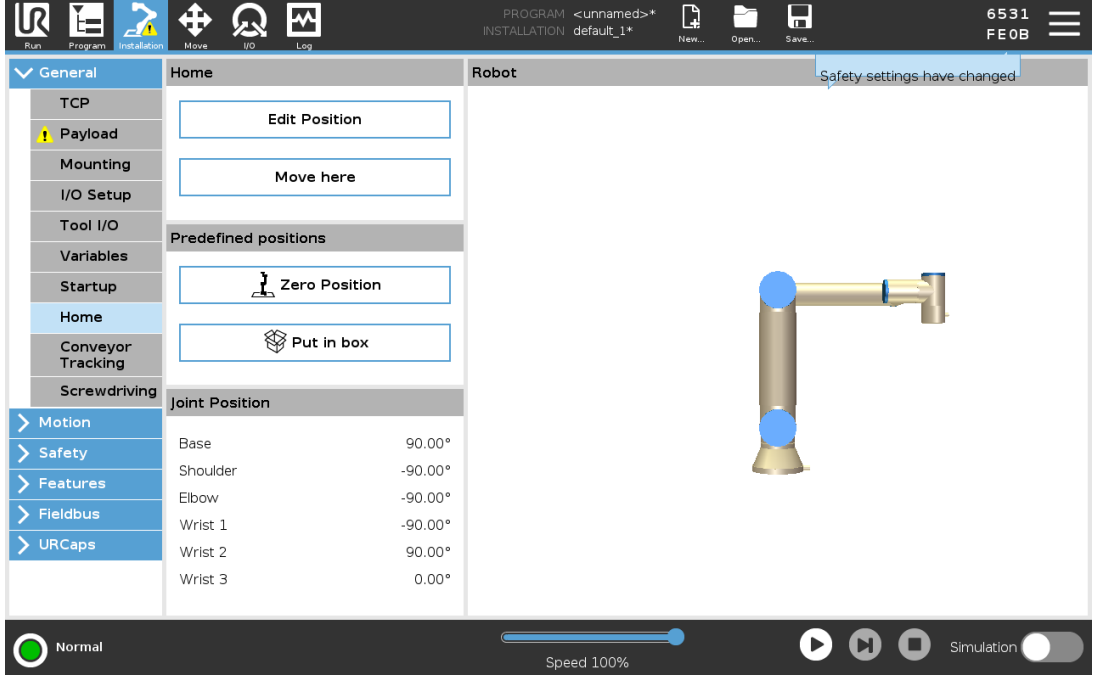 UR
Run
Program
Installation
Move
I/O
Log
PROGRAM <unnamed>*
INSTALLATION default_1*
New...
Open...
Save...
6531
FE0B
General
TCP
Payload
Mounting
I/O Setup
Tool I/O
Variables
Startup
Home
Conveyor
Tracking
Screwdriving
Motion
Safety
Features
Fieldbus
URCaps
Home
Edit Position
Move here
Predefined positions
Zero Position
Put in box
Joint Position
Base 90.00°
Shoulder -90.00°
Elbow -90.00°
Wrist 1 -90.00°
Wrist 2 90.00°
Wrist 3 0.00°
Robot
Safety settings have changed
Normal
Speed 100%
Simulation